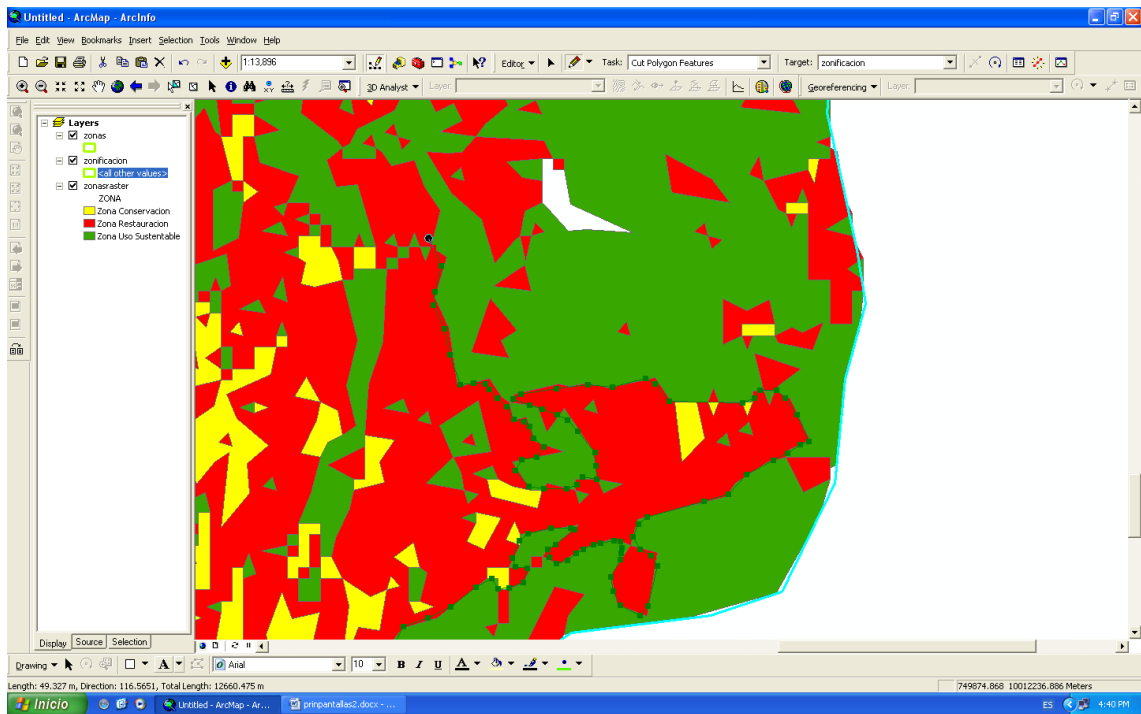 Untitled - ArcMap - ArcInfo
File Edit View Bookmarks Insert Selection Tools Window Help
1:13,896 Editor Task: Cut Polygon Features Target: zonificacion
3D Analyst Layer: Georeferencing Layer:
Layers
zonas
zonificacion
<all other values>
zonasraster
ZONA
Zona Conservacion
Zona Restauracion
Zona Uso Sustentable
Display Source Selection
Drawing A Arial 10 B I U A
Length: 49.327 m, Direction: 116.5651, Total Length: 12660.475 m 749874.868 10012236.886 Meters
Inicio Untitled - ArcMap - Ar... prinpantallas2.docx - ... ES 4:40 PM